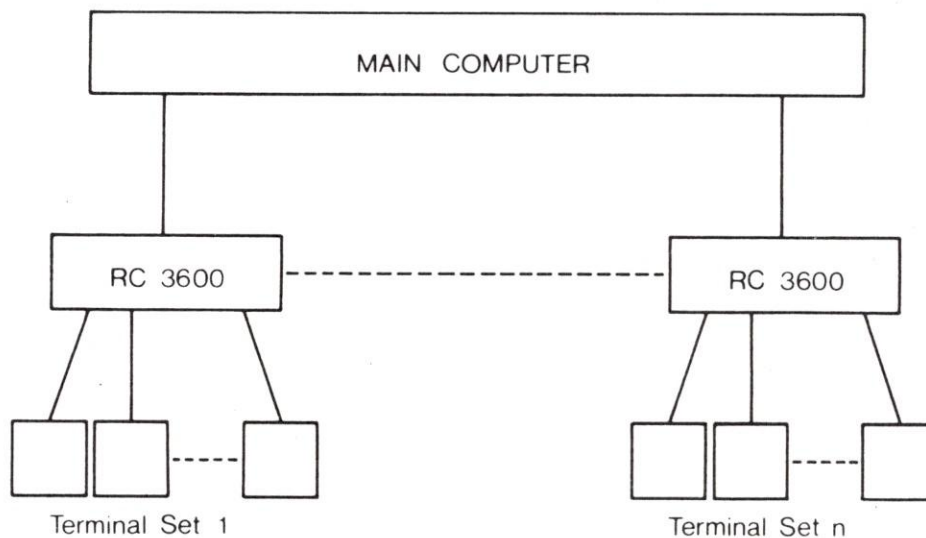 MAIN COMPUTER
RC 3600
RC 3600
Terminal Set 1
Terminal Set n